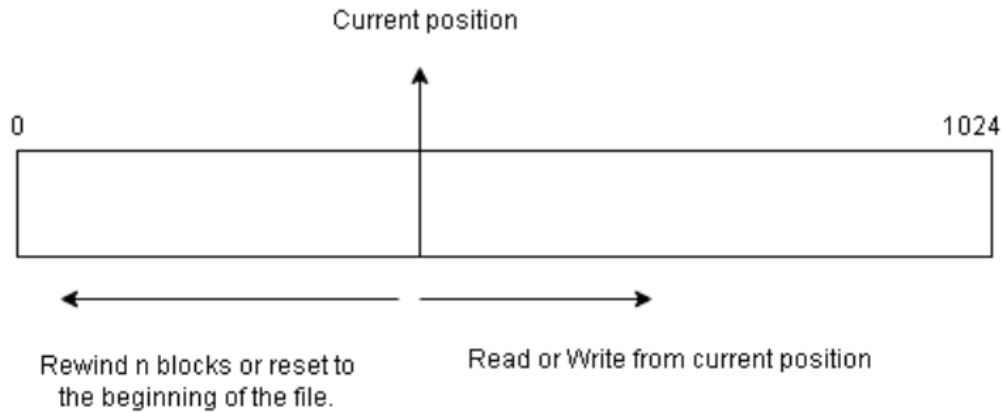 Current position
0
1024
Rewind n blocks or reset to
the beginning of the file.
Read or Write from current position